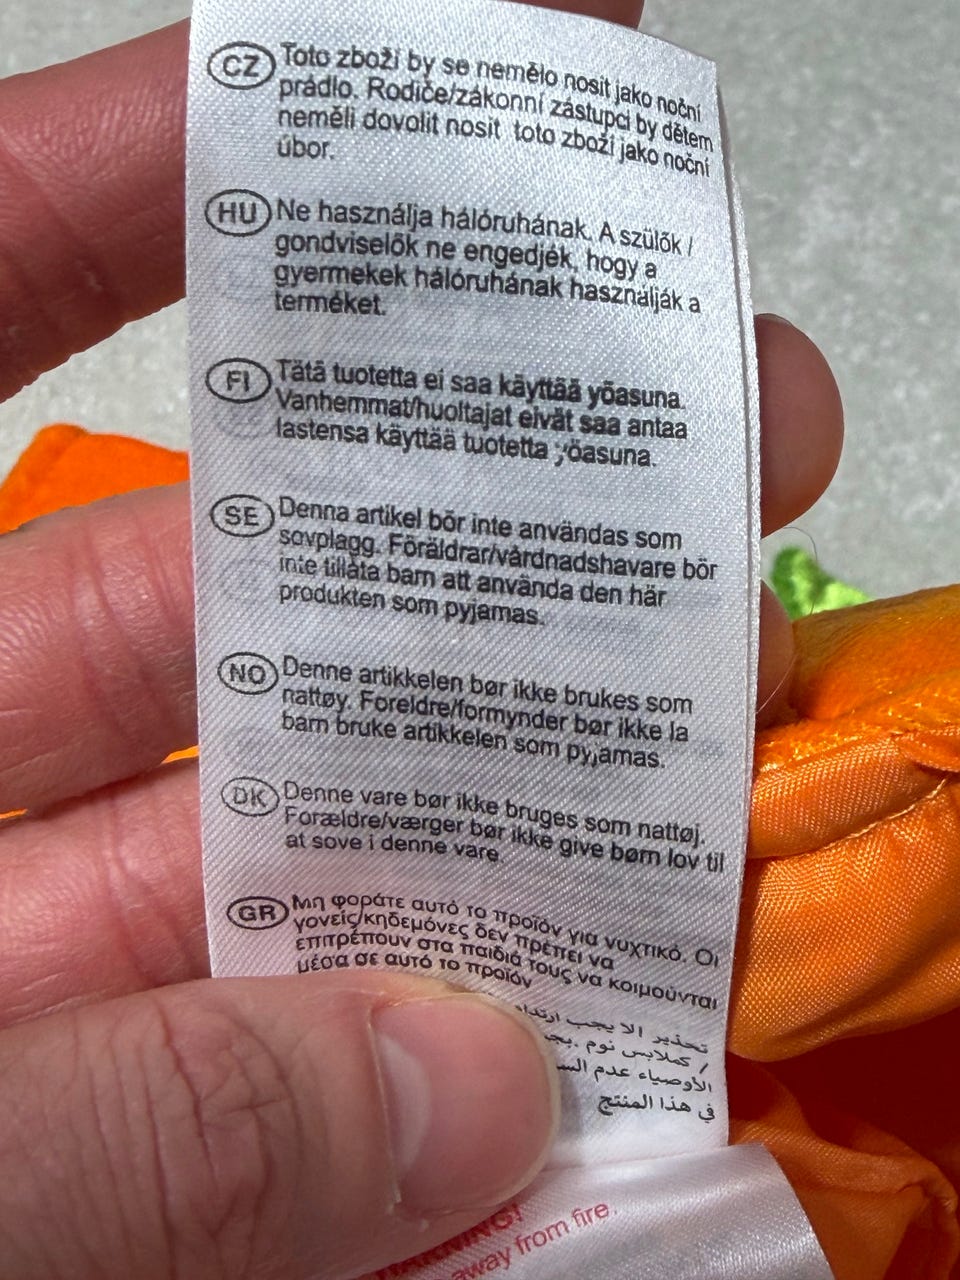 CZ Toto zboží by se nemělo nosit jako noční
prádlo. Rodiče/zákonní zástupci by dětem
neměli dovolit nosit toto zboží jako noční
úbor.
HU Ne használja hálóruhának. A szülők /
gondviselők ne engedjék, hogy a
gyermekek hálóruhának használják a
terméket.
FI Tätä tuotetta ei saa käyttää yöasuna.
Vanhemmat/huoltajat eivät saa antaa
lastensa käyttää tuotetta yöasuna.
SE Denna artikel bör inte användas som
sovplagg. Föräldrar/vårdnadshavare bör
inte tillåta barn att använda den här
produkten som pyjamas.
NO Denne artikkelen bør ikke brukes som
nattøy. Foreldre/formynder bør ikke la
barn bruke artikkelen som pyjamas.
DK Denne vare bør ikke bruges som nattøj.
Forældre/værger bør ikke give børn lov til
at sove i denne vare.
GR Μη φοράτε αυτό το προϊόν για νυχτικό. Οι
γονείς/κηδεμόνες δεν πρέπει να
επιτρέπουν στα παιδιά τους να κοιμούνται
μέσα σε αυτό το προϊόν
تحذير الا يجب
/ كملابس نوم
الأوصياء عدم
في هذا المنتج
WARNING!
away from fire.